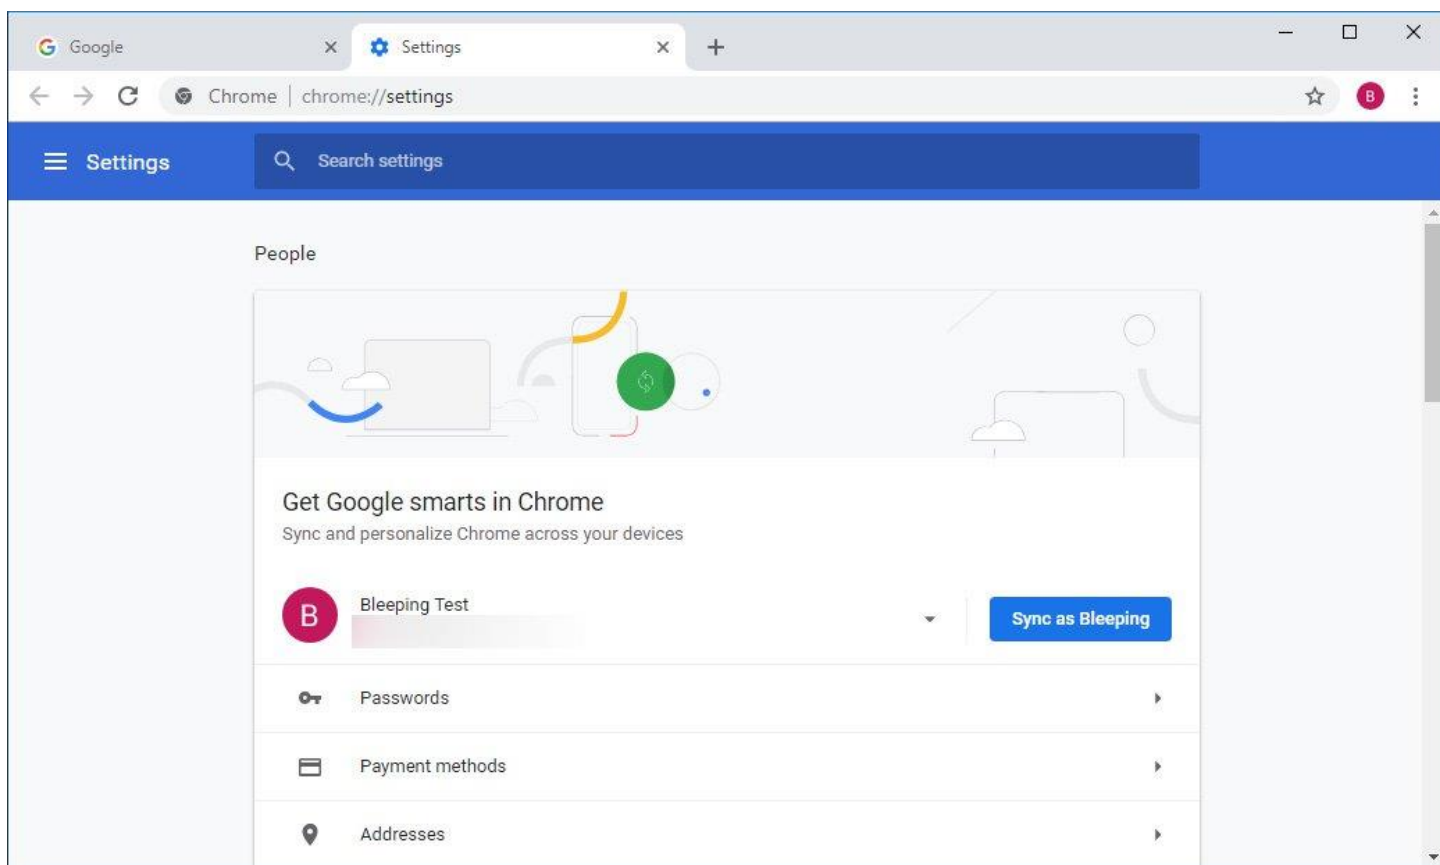 Google
Settings
Chrome | chrome://settings
B
Settings
Search settings
People
Get Google smarts in Chrome
Sync and personalize Chrome across your devices
B
Bleeping Test
Sync as Bleeping
Passwords
Payment methods
Addresses